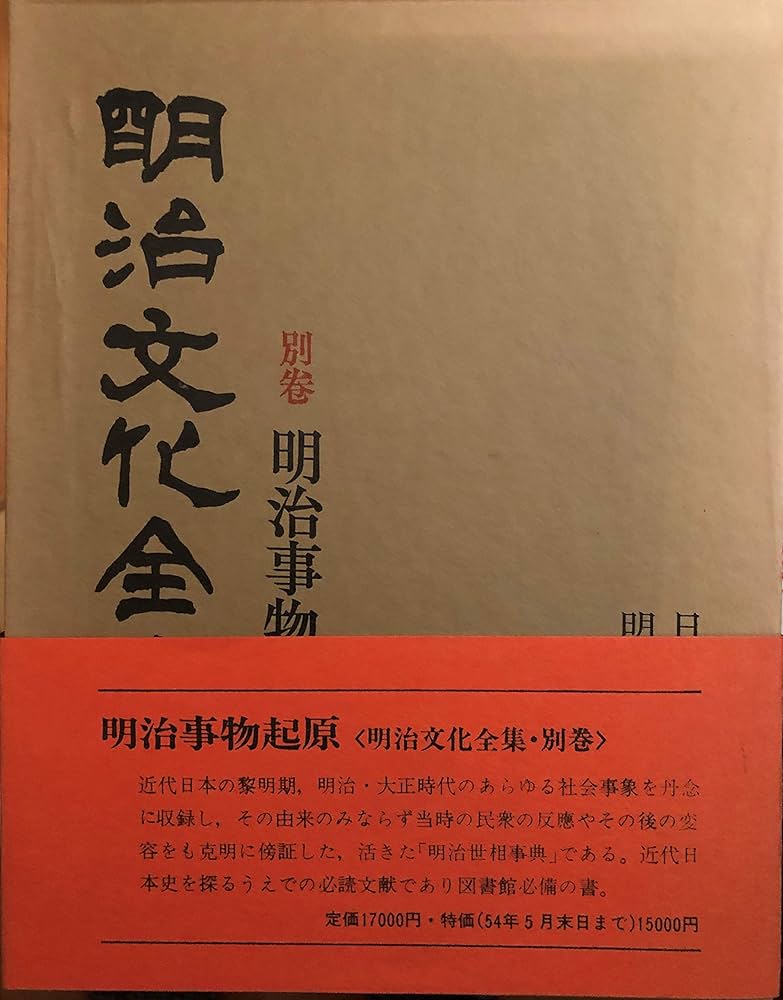 明治文化全
別巻
明治事物
日
明
明治事物起原〈明治文化全集・別巻〉
近代日本の黎明期，明治・大正時代のあらゆる社会事象を丹念
に収録し，その由来のみならず当時の民衆の反應やその後の変
容をも克明に傍証した，活きた「明治世相事典」である。近代日
本史を探るうえでの必読文献であり図書館必備の書。
定価17000円・特価(54年5月末日まで)15000円